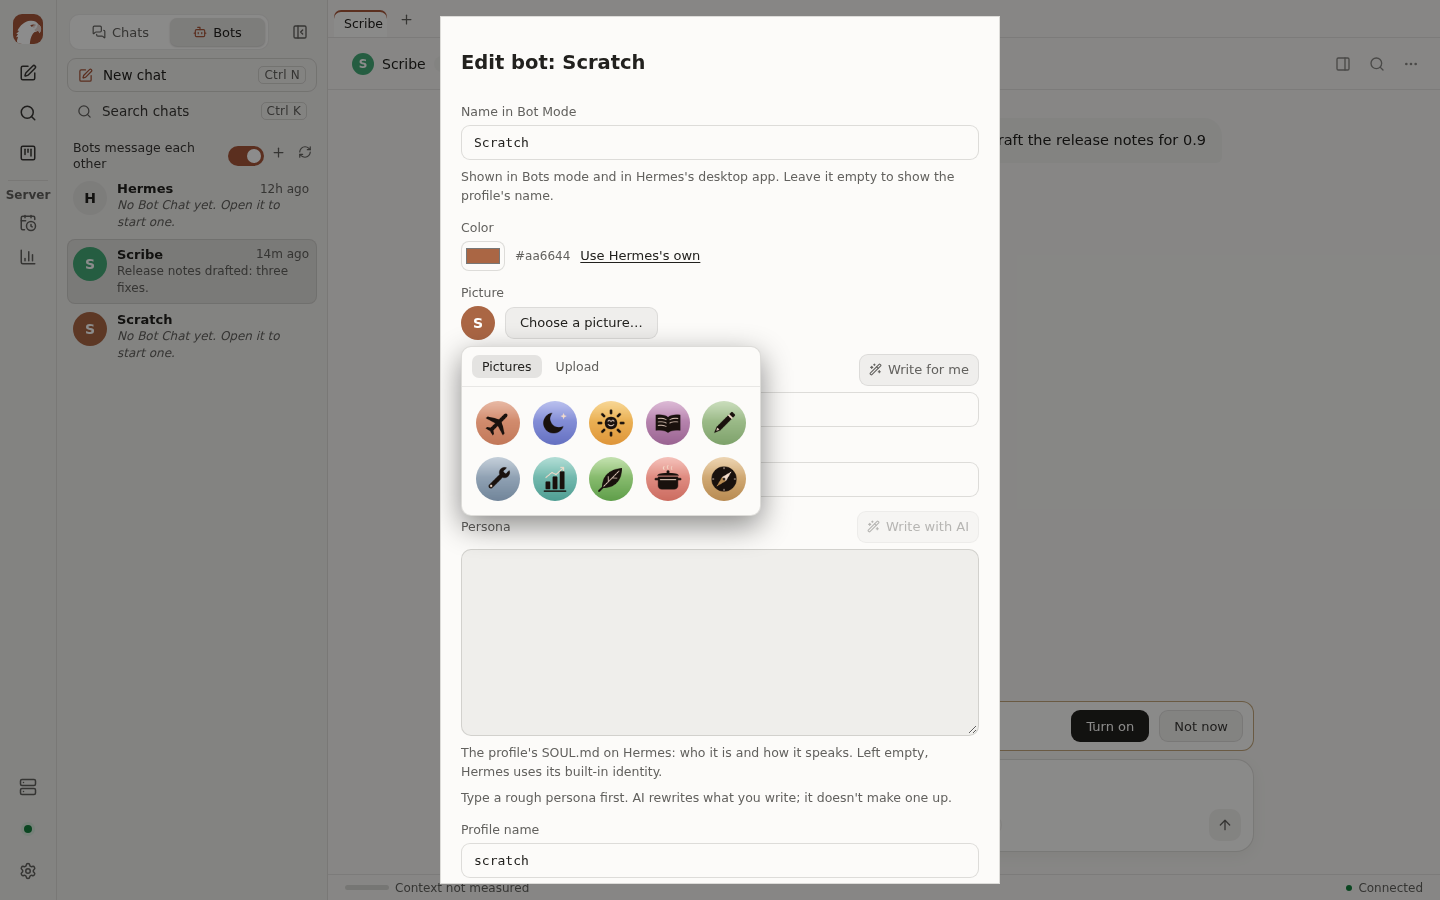 Chats
Bots
New chat
Ctrl N
Search chats
Ctrl K
Bots message each
other
Server
H
Hermes
12h ago
No Bot Chat yet. Open it to
start one.
S
Scribe
14m ago
Release notes drafted: three
fixes.
S
Scratch
No Bot Chat yet. Open it to
start one.
Scribe
S
Scribe
raft the release notes for 0.9
Edit bot: Scratch
Name in Bot Mode
Scratch
Shown in Bots mode and in Hermes's desktop app. Leave it empty to show the
profile's name.
Color
#aa6644
Use Hermes's own
Picture
S
Choose a picture...
Pictures
Upload
Write for me
Persona
Write with AI
The profile's SOUL.md on Hermes: who it is and how it speaks. Left empty,
Hermes uses its built-in identity.
Type a rough persona first. AI rewrites what you write; it doesn't make one up.
Profile name
scratch
Turn on
Not now
Context not measured
Connected